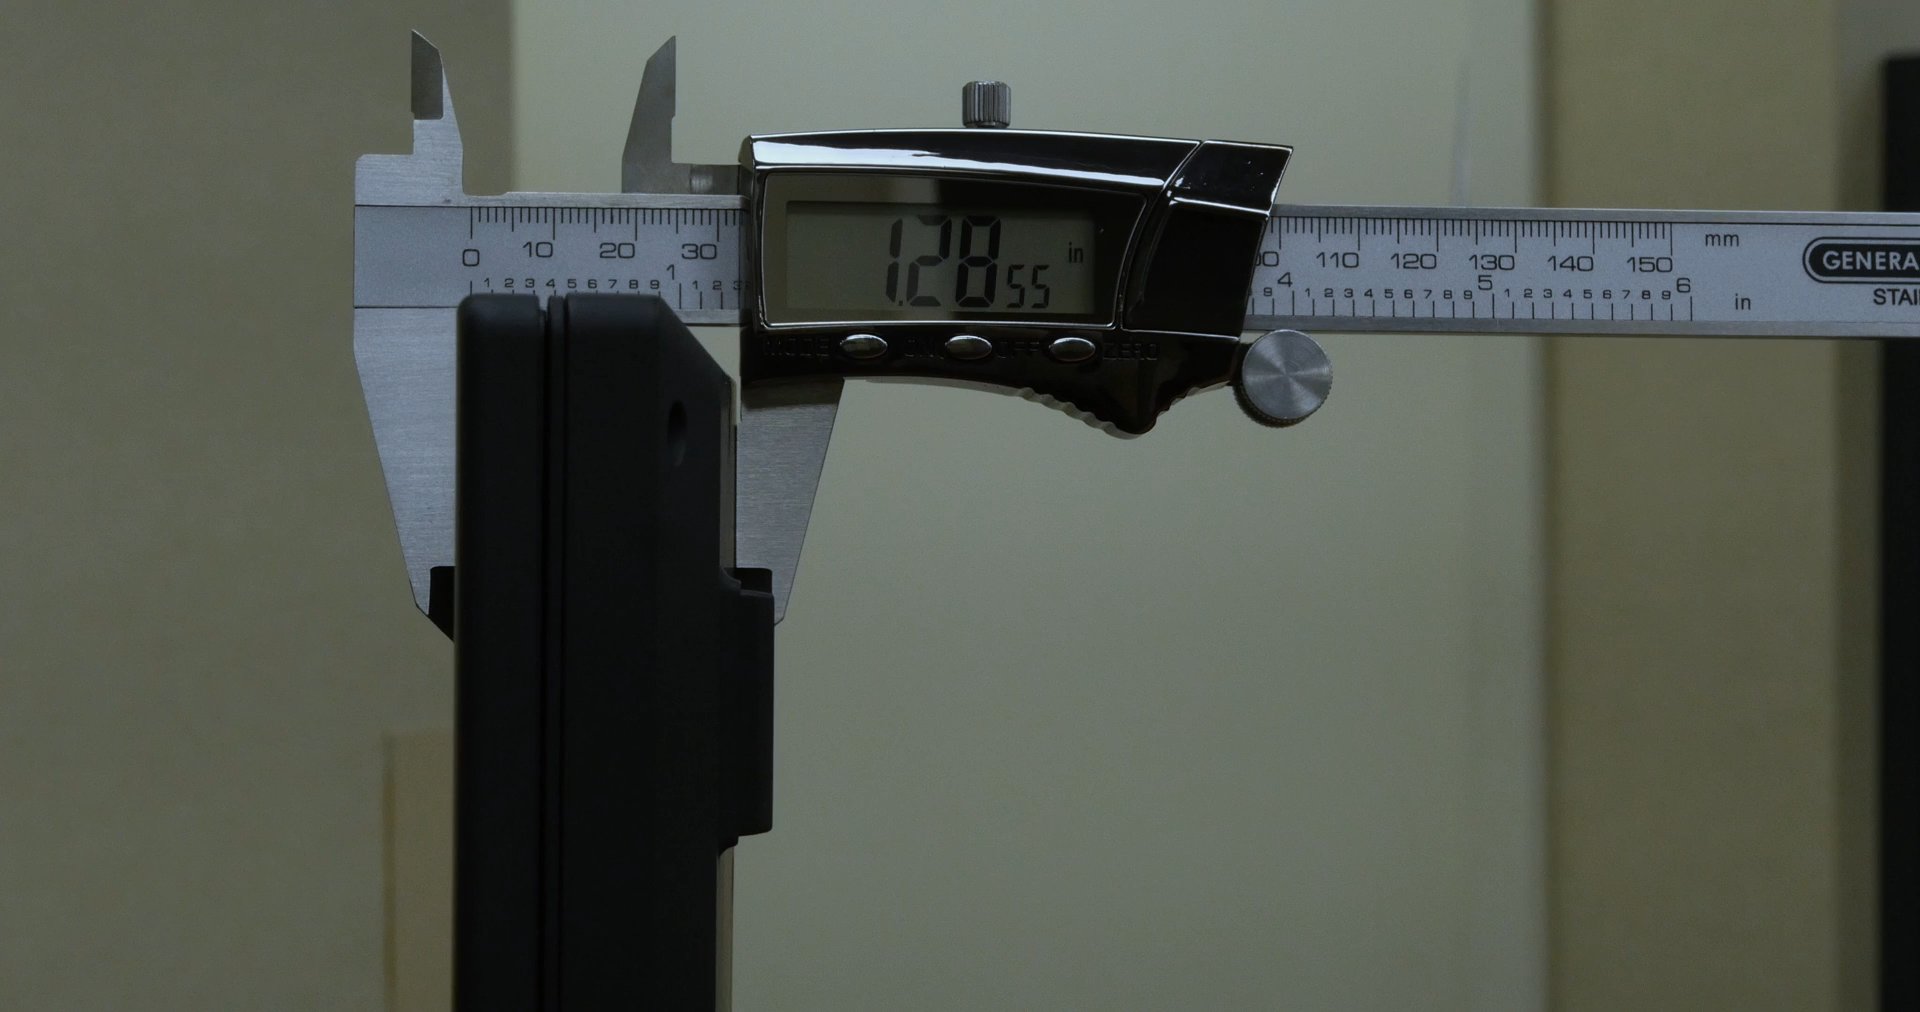 0 10 20 30
1 2 3 4 5 6 7 8 9 1 1 2 3
1.2855 in
MODE ON OFF ZERO
110 120 130 140 150 mm
9 4 1 2 3 4 5 6 7 8 9 5 1 2 3 4 5 6 7 8 9 6 in
GENERA
STAI